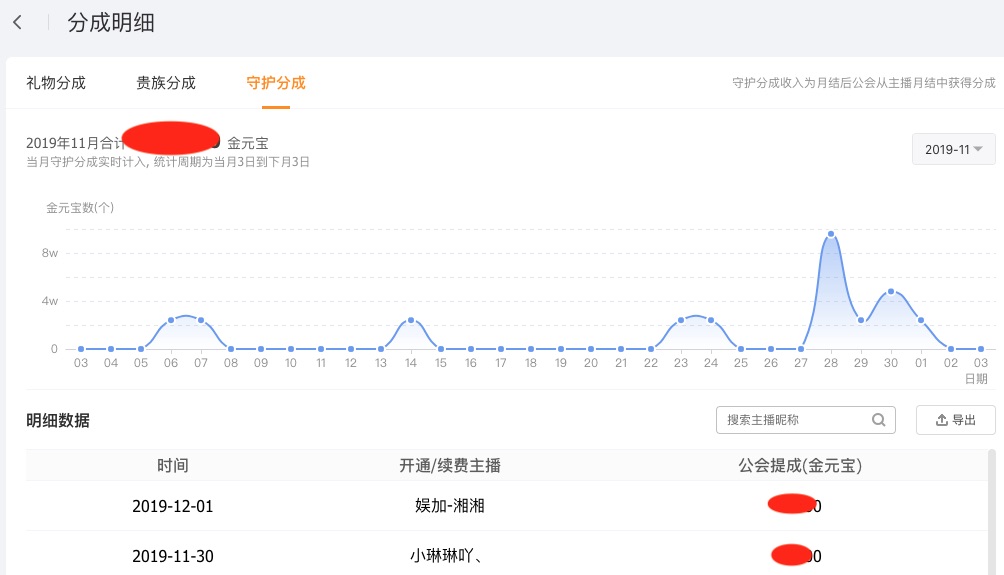 分成明细
礼物分成 贵族分成 守护分成 守护分成收入为月结后公会从主播月结中获得分成
2019年11月合计 金元宝
当月守护分成实时计入, 统计周期为当月3日到下月3日
2019-11
金元宝数(个)
8w
4w
0
03 04 05 06 07 08 09 10 11 12 13 14 15 16 17 18 19 20 21 22 23 24 25 26 27 28 29 30 01 02 03
日期
明细数据 搜索主播昵称 导出
时间 开通/续费主播 公会提成(金元宝)
2019-12-01 娱加-湘湘 0
2019-11-30 小琳琳吖、 00